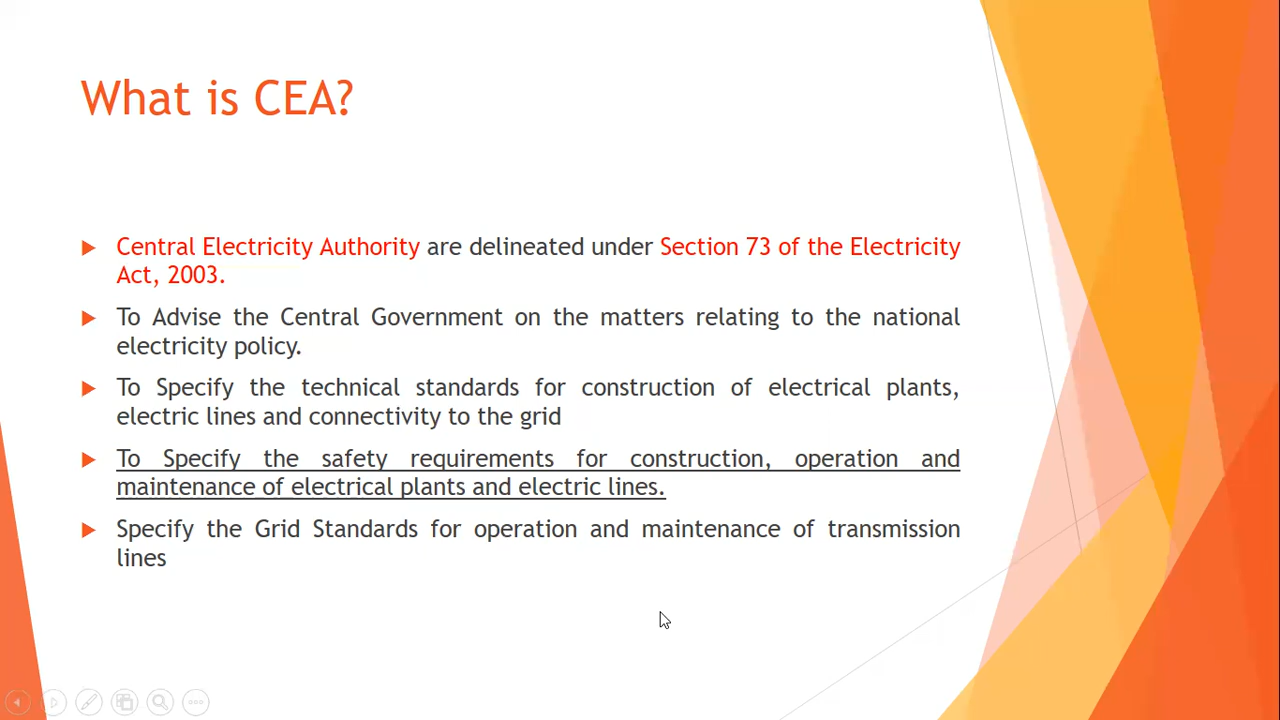 What is CEA?
Central Electricity Authority are delineated under Section 73 of the Electricity
Act, 2003.
To Advise the Central Government on the matters relating to the national
electricity policy.
To Specify the technical standards for construction of electrical plants,
electric lines and connectivity to the grid
To Specify the safety requirements for construction, operation and
maintenance of electrical plants and electric lines.
Specify the Grid Standards for operation and maintenance of transmission
lines